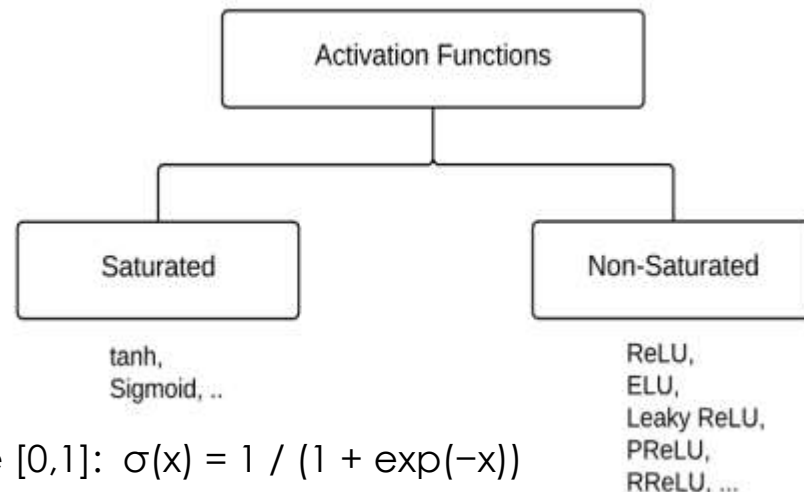 Activation Functions
Saturated
Non-Saturated
tanh,
Sigmoid, ..
ReLU,
ELU,
Leaky ReLU,
PReLU,
RReLU, ...
[0,1]: σ(x) = 1 / (1 + exp(−x))